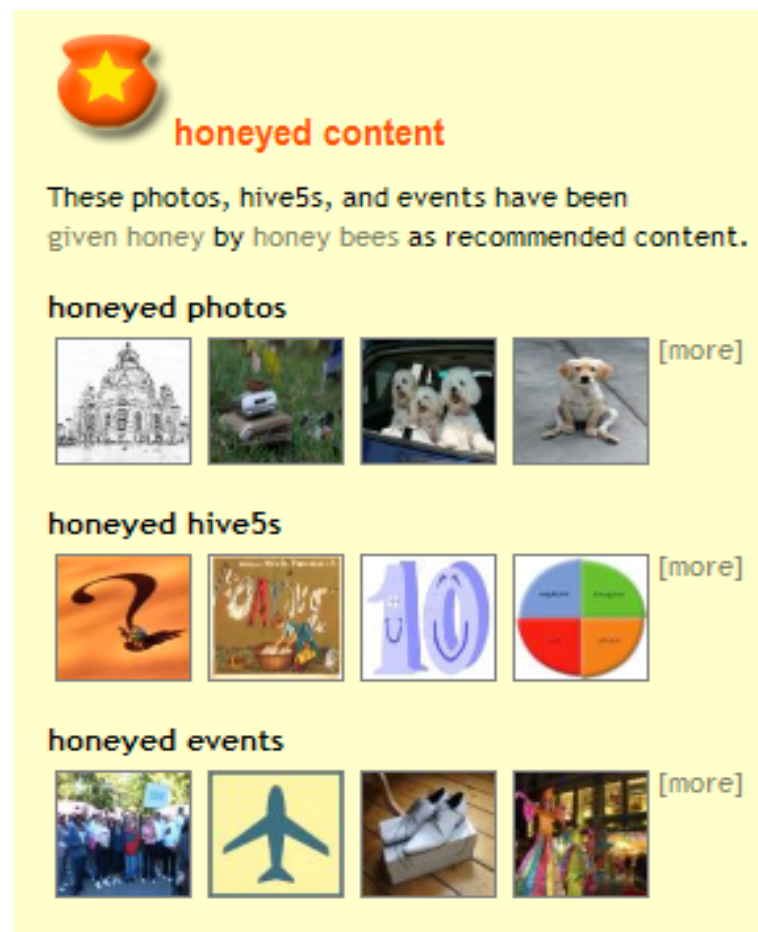 honeyed content
These photos, hive5s, and events have been
given honey by honey bees as recommended content.
honeyed photos
[more]
honeyed hive5s
[more]
10
honeyed events
[more]